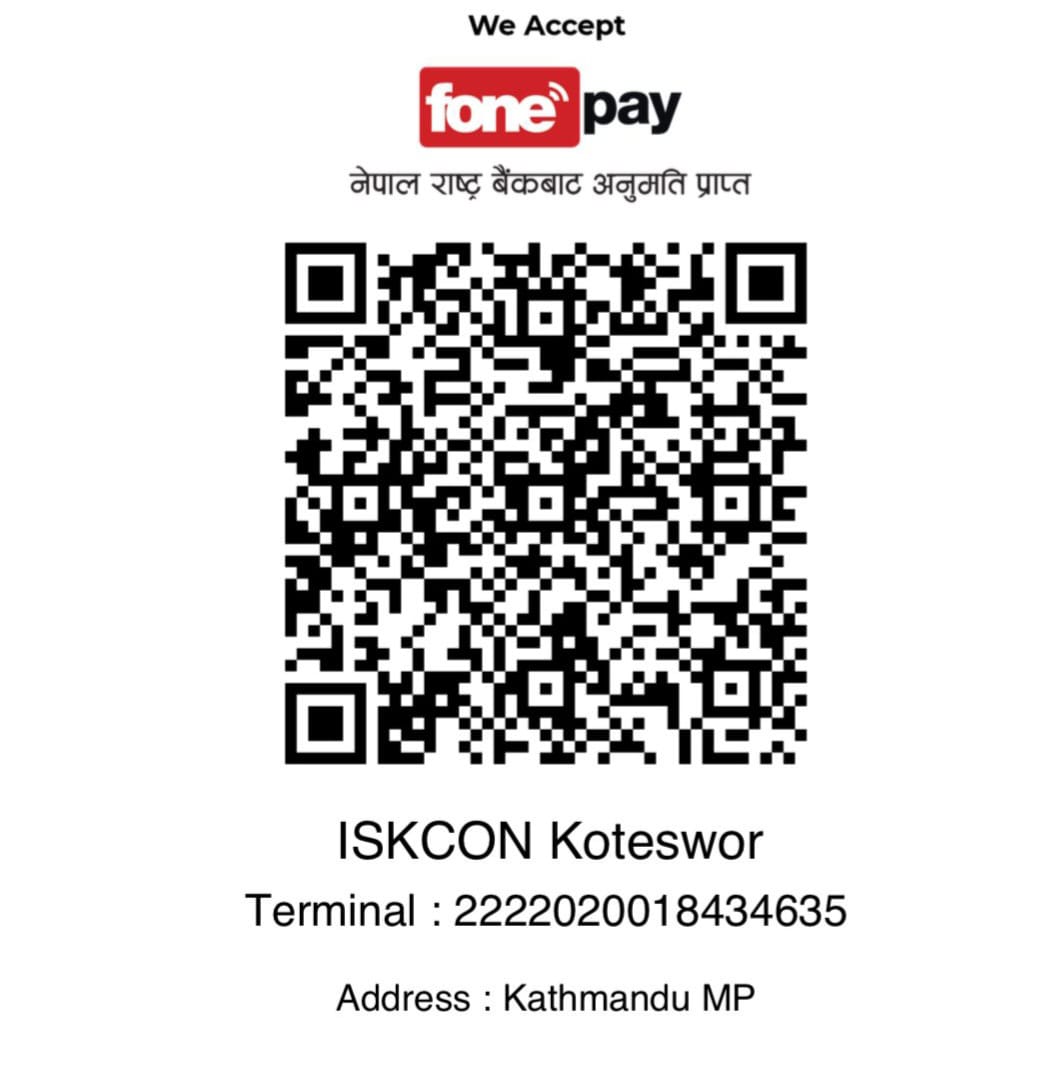 We Accept
fonepay
नेपाल राष्ट्र बैंकबाट अनुमति प्राप्त
ISKCON Koteswor
Terminal : 2222020018434635
Address : Kathmandu MP